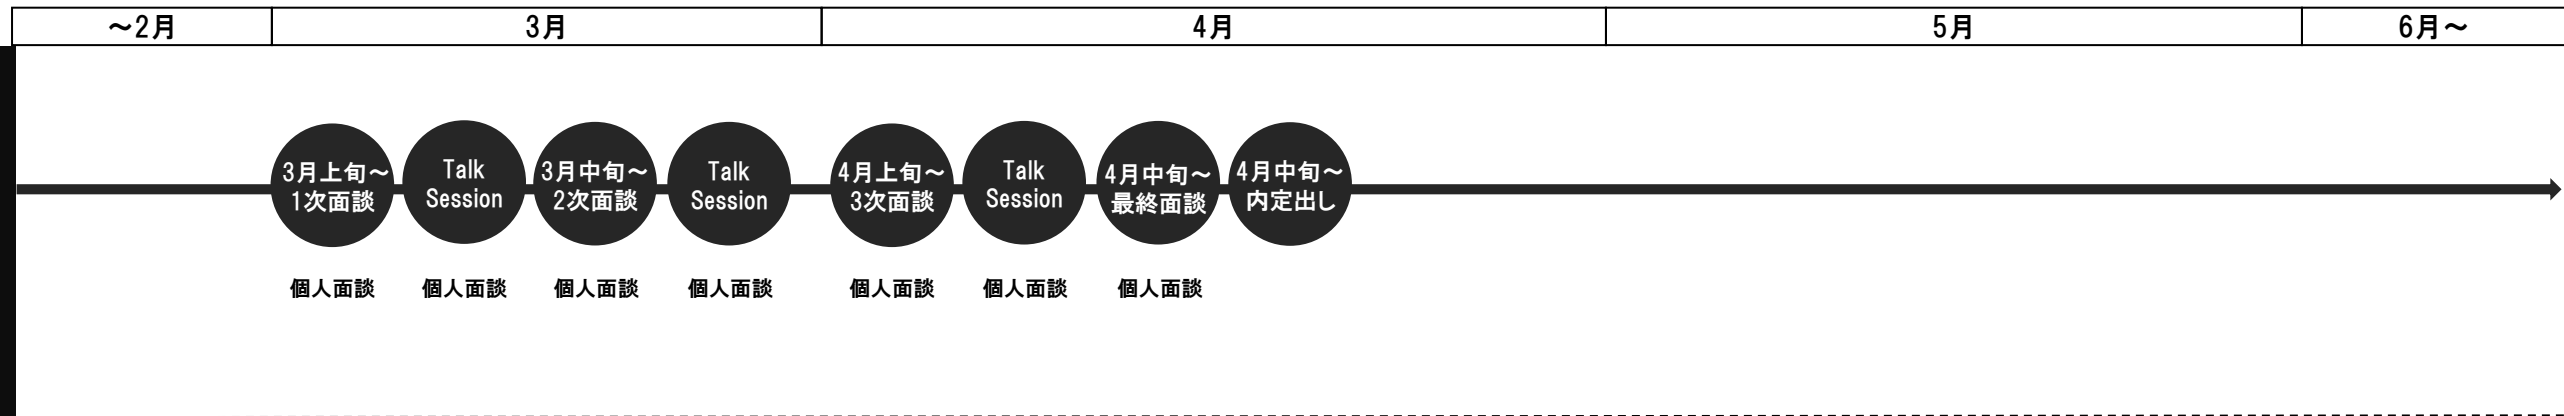 ～2月
3月
4月
5月
6月～
3月上旬～
1次面談
Talk
Session
3月中旬～
2次面談
Talk
Session
4月上旬～
3次面談
Talk
Session
4月中旬～
最終面談
4月中旬～
内定出し
個人面談
個人面談
個人面談
個人面談
個人面談
個人面談
個人面談